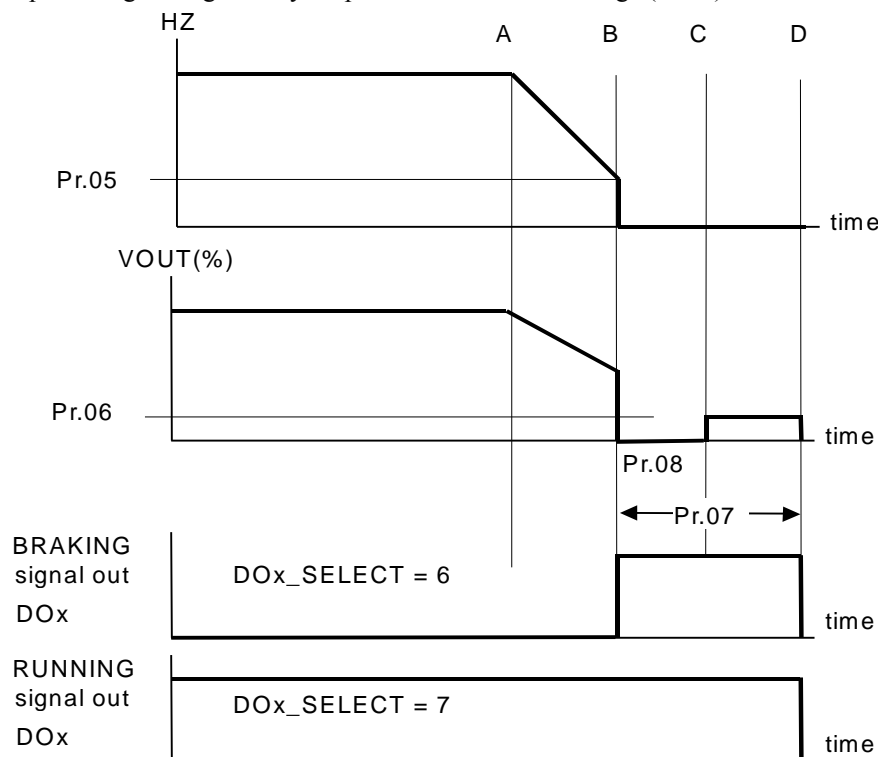 HZ
A B C D
Pr.05
time
VOUT(%)
Pr.06
time
Pr.08
Pr.07
BRAKING
signal out
DOx
DOx_SELECT = 6
time
RUNNING
signal out
DOx
DOx_SELECT = 7
time